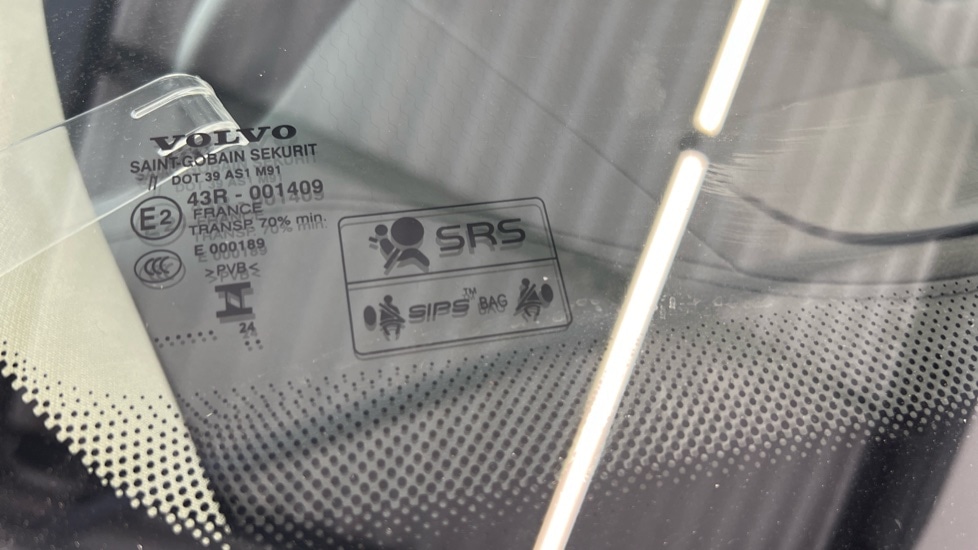 VOLVO
SAINT-GOBAIN SEKURIT
DOT 39 AS1 M91
//
43R - 001409
E2
FRANCE
TRANSP. 70% min.
E 000189
CCC
>PVB<
24
SRS
SIPS™ BAG